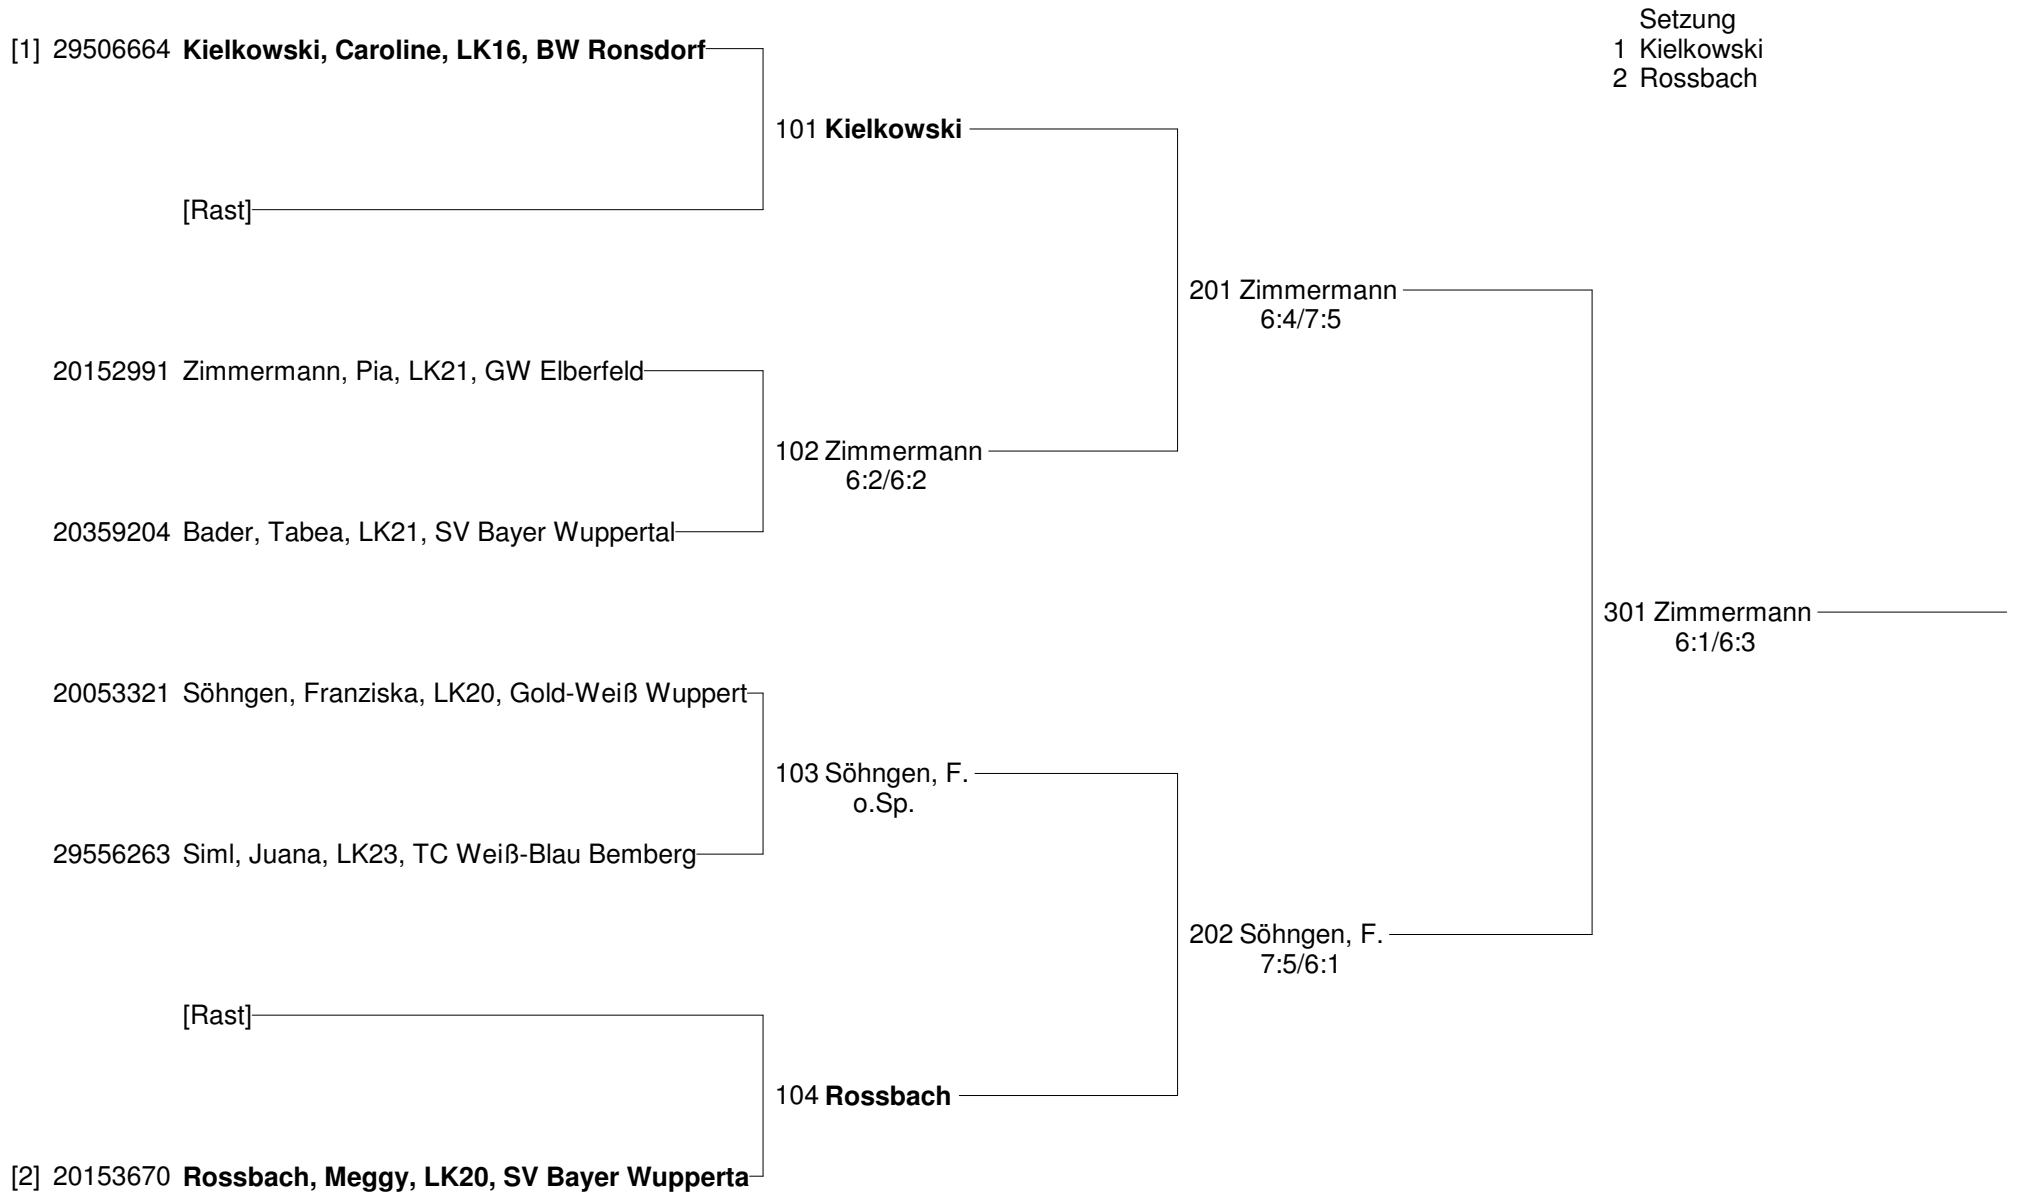 Setzung
[1] 29506664 Kielkowski, Caroline, LK16, BW Ronsdorf
1 Kielkowski
2 Rossbach
101 Kielkowski
[Rast]
201 Zimmermann
6:4/7:5
20152991 Zimmermann, Pia, LK21, GW Elberfeld
102 Zimmermann
6:2/6:2
20359204 Bader, Tabea, LK21, SV Bayer Wuppertal
301 Zimmermann
6:1/6:3
20053321 Söhngen, Franziska, LK20, Gold-Weiß Wuppert
103 Söhngen, F.
o.Sp.
29556263 Siml, Juana, LK23, TC Weiß-Blau Bemberg
202 Söhngen, F.
7:5/6:1
[Rast]
104 Rossbach
[2] 20153670 Rossbach, Meggy, LK20, SV Bayer Wupperta